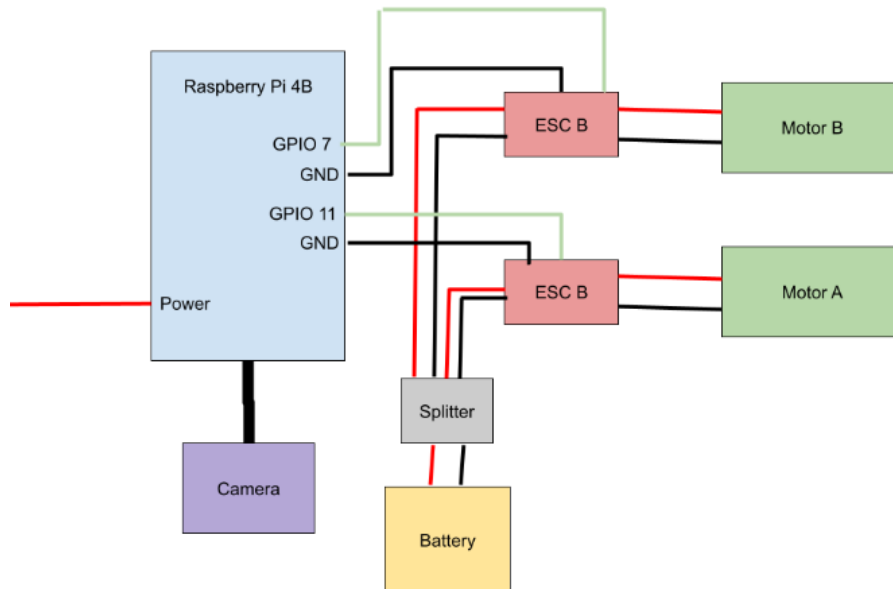 Raspberry Pi 4B
GPIO 7
GND
GPIO 11
GND
Power
Camera
ESC B
Motor B
ESC B
Motor A
Splitter
Battery